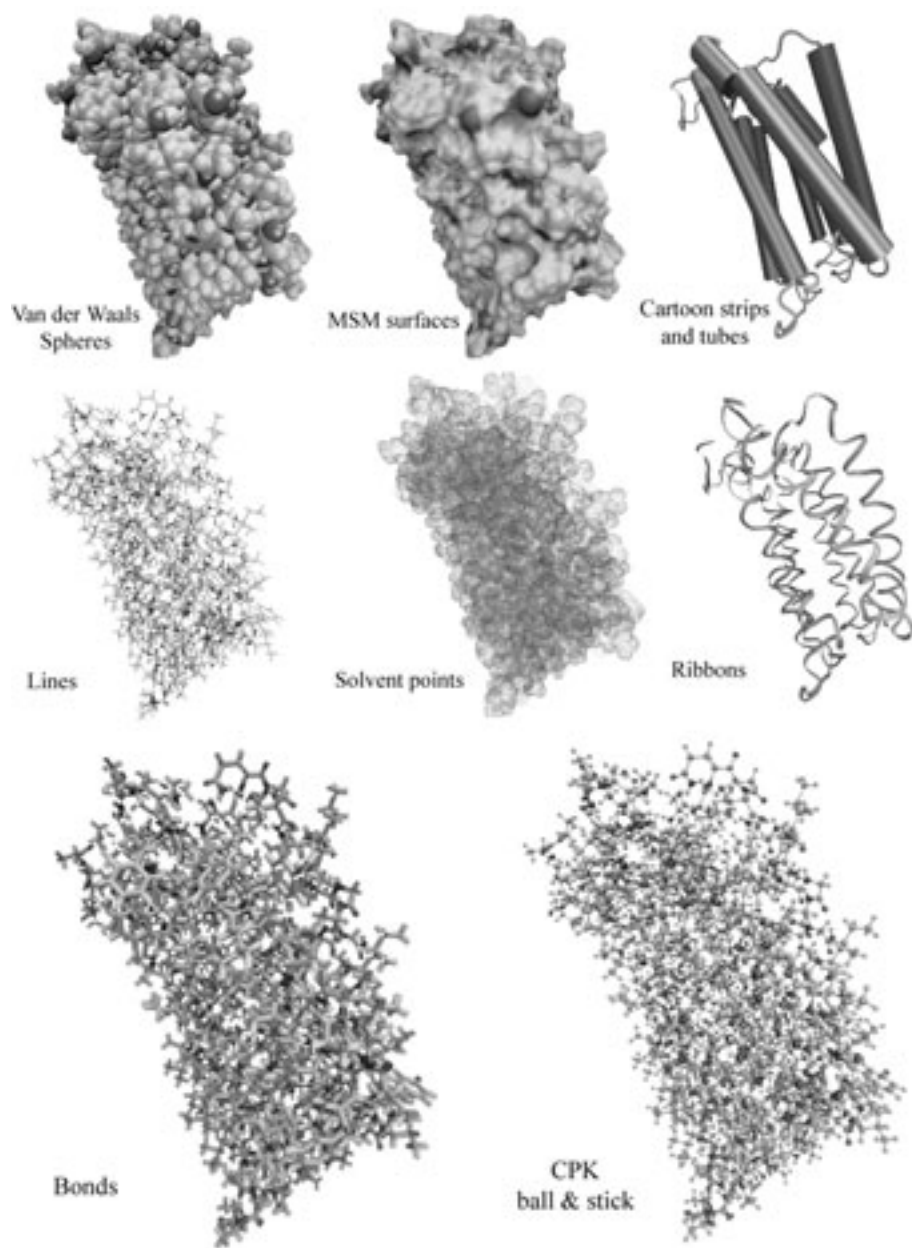 Van der Waals
Spheres
MSM surfaces
Cartoon strips
and tubes
Lines
Solvent points
Ribbons
Bonds
CPK
ball & stick